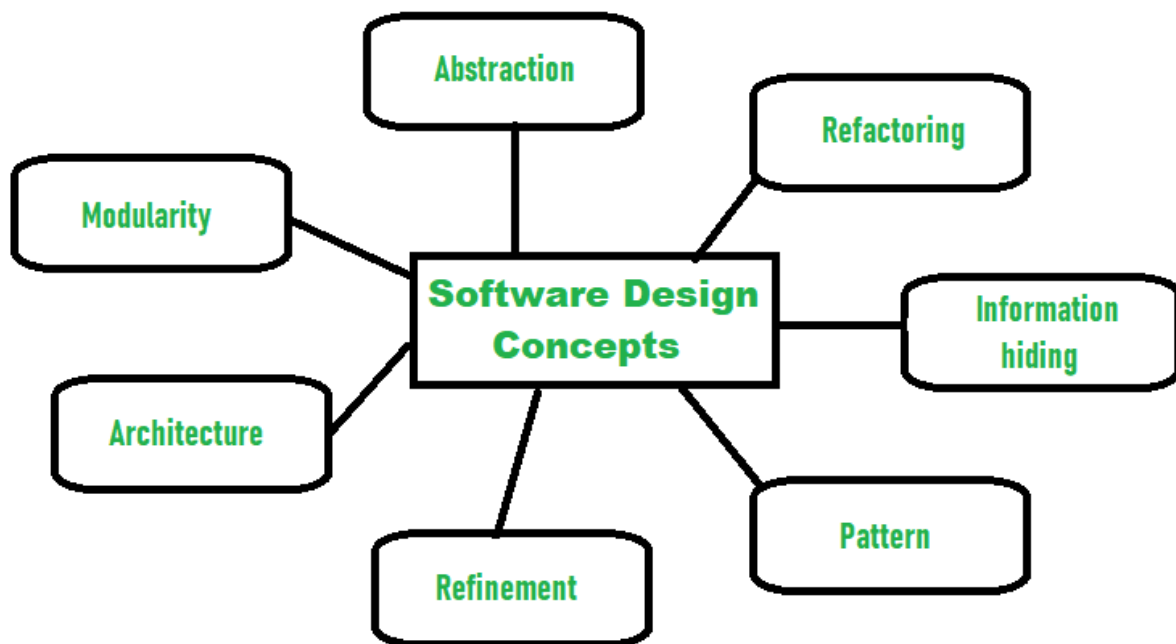 Abstraction
Refactoring
Modularity
Software Design
Concepts
Information
hiding
Architecture
Pattern
Refinement